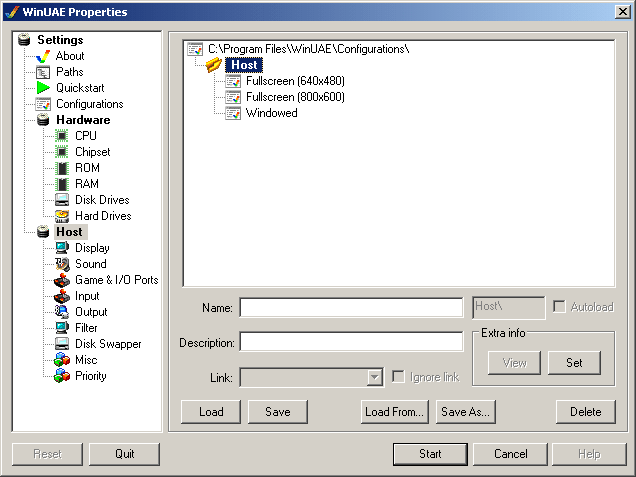 WinUAE Properties
Settings
About
Paths
Quickstart
Configurations
Hardware
CPU
Chipset
ROM
RAM
Disk Drives
Hard Drives
Host
Display
Sound
Game & I/O Ports
Input
Output
Filter
Disk Swapper
Misc
Priority
C:\Program Files\WinUAE\Configurations\
Host
Fullscreen (640x480)
Fullscreen (800x600)
Windowed
Name:
Host\
Autoload
Description:
Extra info
View
Set
Link:
Ignore link
Load
Save
Load From...
Save As...
Delete
Reset
Quit
Start
Cancel
Help